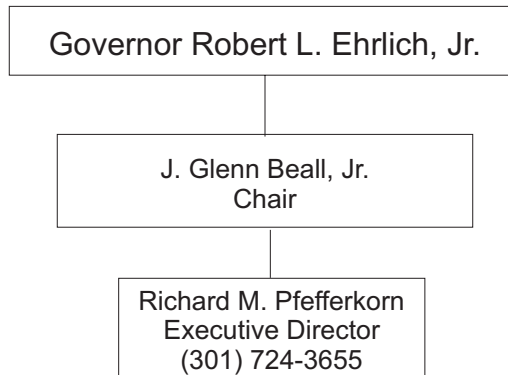 Governor Robert L. Ehrlich, Jr.
J. Glenn Beall, Jr.
Chair
Richard M. Pfefferkorn
Executive Director
(301) 724-3655